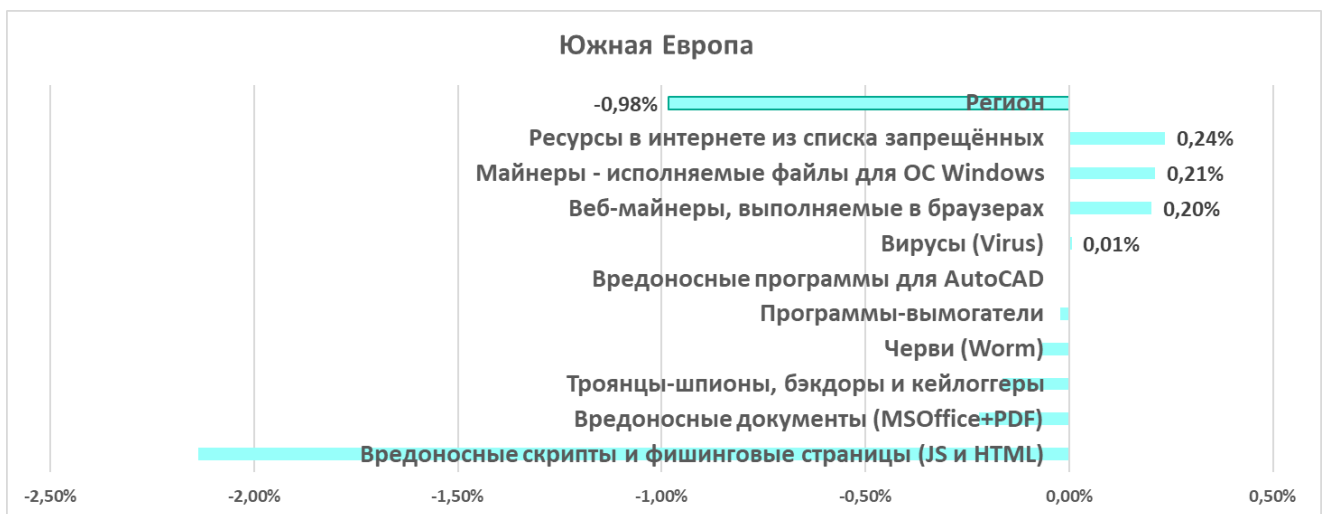 Южная Европа
-0,98% Регион
Ресурсы в интернете из списка запрещённых 0,24%
Майнеры - исполняемые файлы для ОС Windows 0,21%
Веб-майнеры, выполняемые в браузерах 0,20%
Вирусы (Virus) 0,01%
Вредоносные программы для AutoCAD
Программы-вымогатели
Черви (Worm)
Троянцы-шпионы, бэкдоры и кейлоггеры
Вредоносные документы (MSOffice+PDF)
Вредоносные скрипты и фишинговые страницы (JS и HTML)
-2,50% -2,00% -1,50% -1,00% -0,50% 0,00% 0,50%